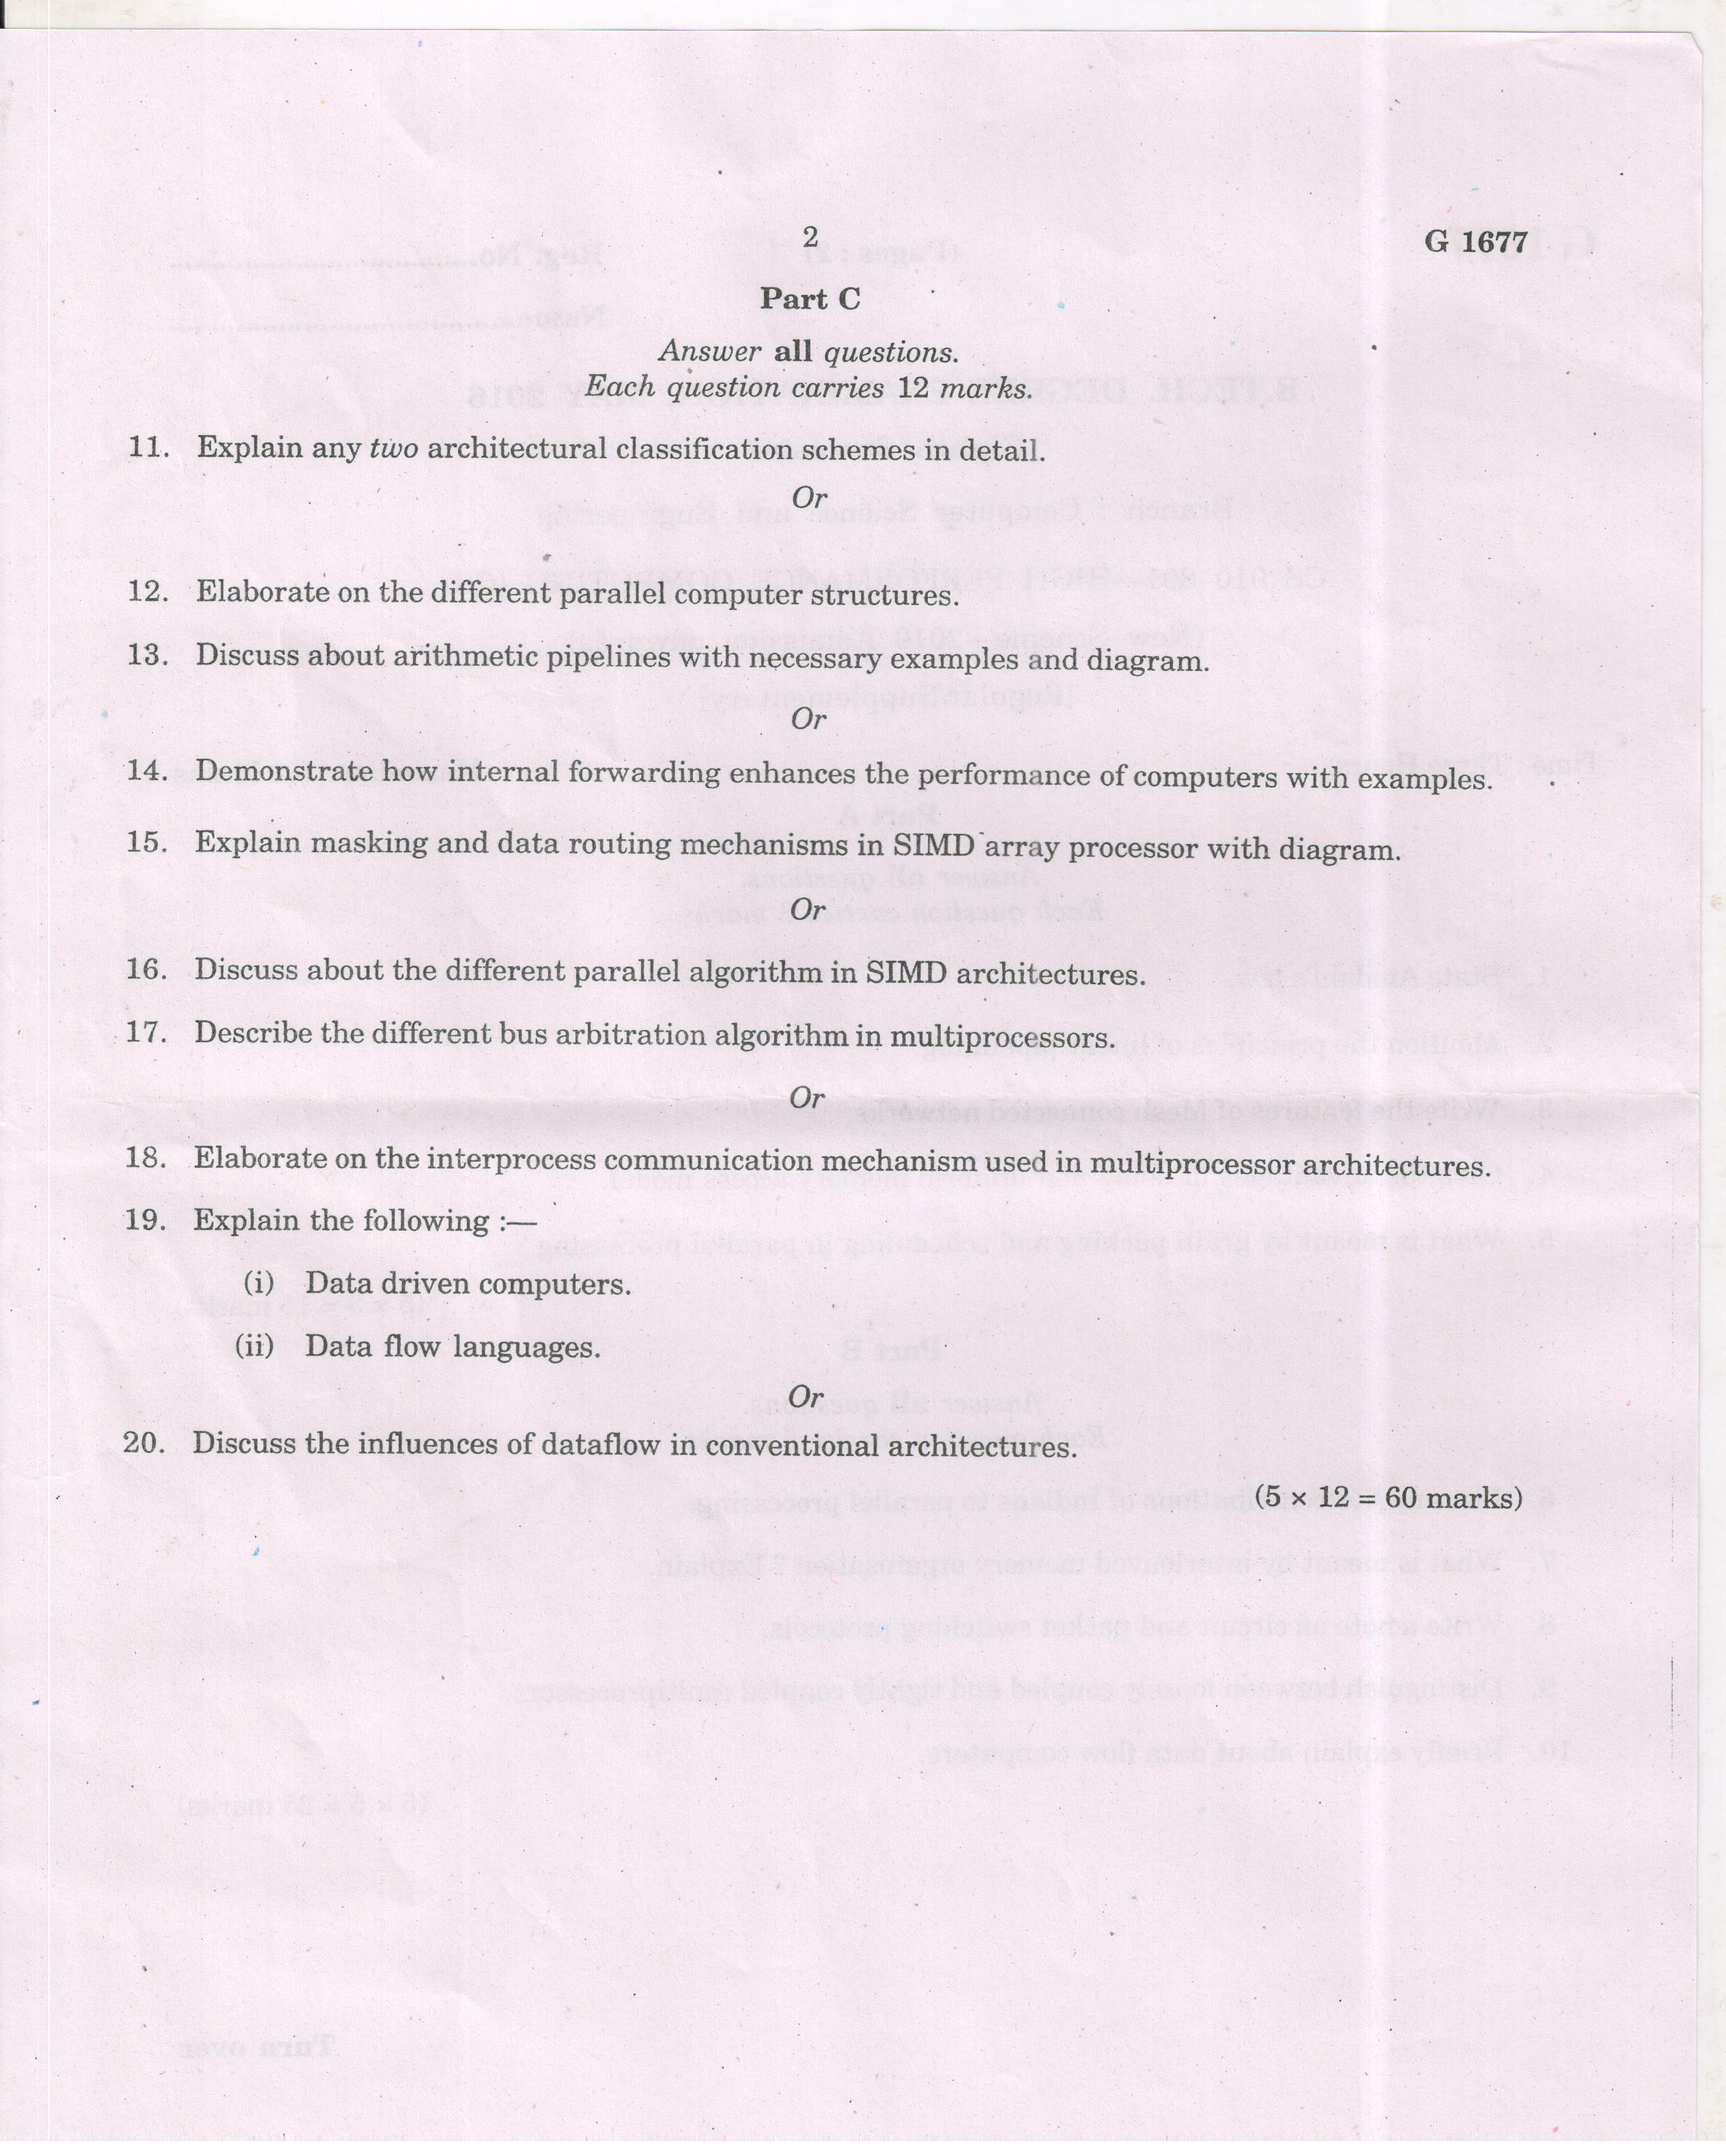 2
G 1677
Part C
Answer all questions.
Each question carries 12 marks.
11. Explain any two architectural classification schemes in detail.
Or
12. Elaborate on the different parallel computer structures.
13. Discuss about arithmetic pipelines with necessary examples and diagram.
Or
14. Demonstrate how internal forwarding enhances the performance of computers with examples.
15. Explain masking and data routing mechanisms in SIMD array processor with diagram.
Or
16. Discuss about the different parallel algorithm in SIMD architectures.
17. Describe the different bus arbitration algorithm in multiprocessors.
Or
18. Elaborate on the interprocess communication mechanism used in multiprocessor architectures.
19. Explain the following :—
(i) Data driven computers.
(ii) Data flow languages.
Or
20. Discuss the influences of dataflow in conventional architectures.
(5 × 12 = 60 marks)